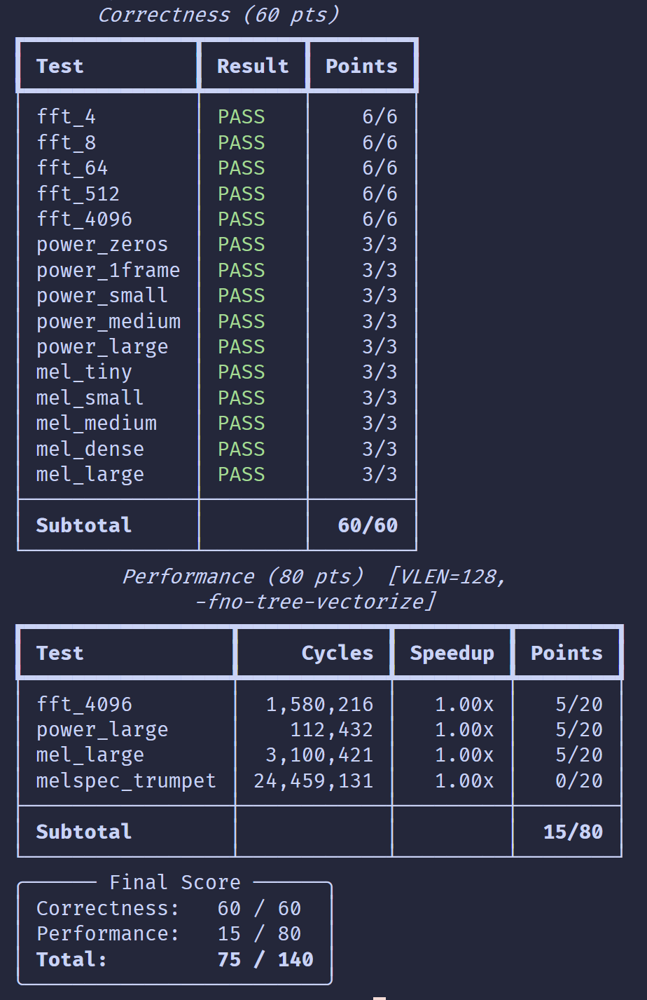 Correctness (60 pts)
Test Result Points
fft_4 PASS 6/6
fft_8 PASS 6/6
fft_64 PASS 6/6
fft_512 PASS 6/6
fft_4096 PASS 6/6
power_zeros PASS 3/3
power_1frame PASS 3/3
power_small PASS 3/3
power_medium PASS 3/3
power_large PASS 3/3
mel_tiny PASS 3/3
mel_small PASS 3/3
mel_medium PASS 3/3
mel_dense PASS 3/3
mel_large PASS 3/3
Subtotal 60/60
Performance (80 pts) [VLEN=128,
-fno-tree-vectorize]
Test Cycles Speedup Points
fft_4096 1,580,216 1.00x 5/20
power_large 112,432 1.00x 5/20
mel_large 3,100,421 1.00x 5/20
melspec_trumpet 24,459,131 1.00x 0/20
Subtotal 15/80
Final Score
Correctness: 60 / 60
Performance: 15 / 80
Total: 75 / 140